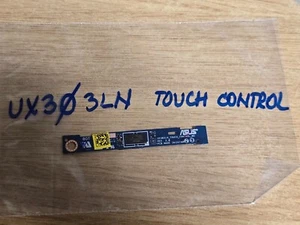 UX3Ø3LN TOUCH CONTROL
ASUS